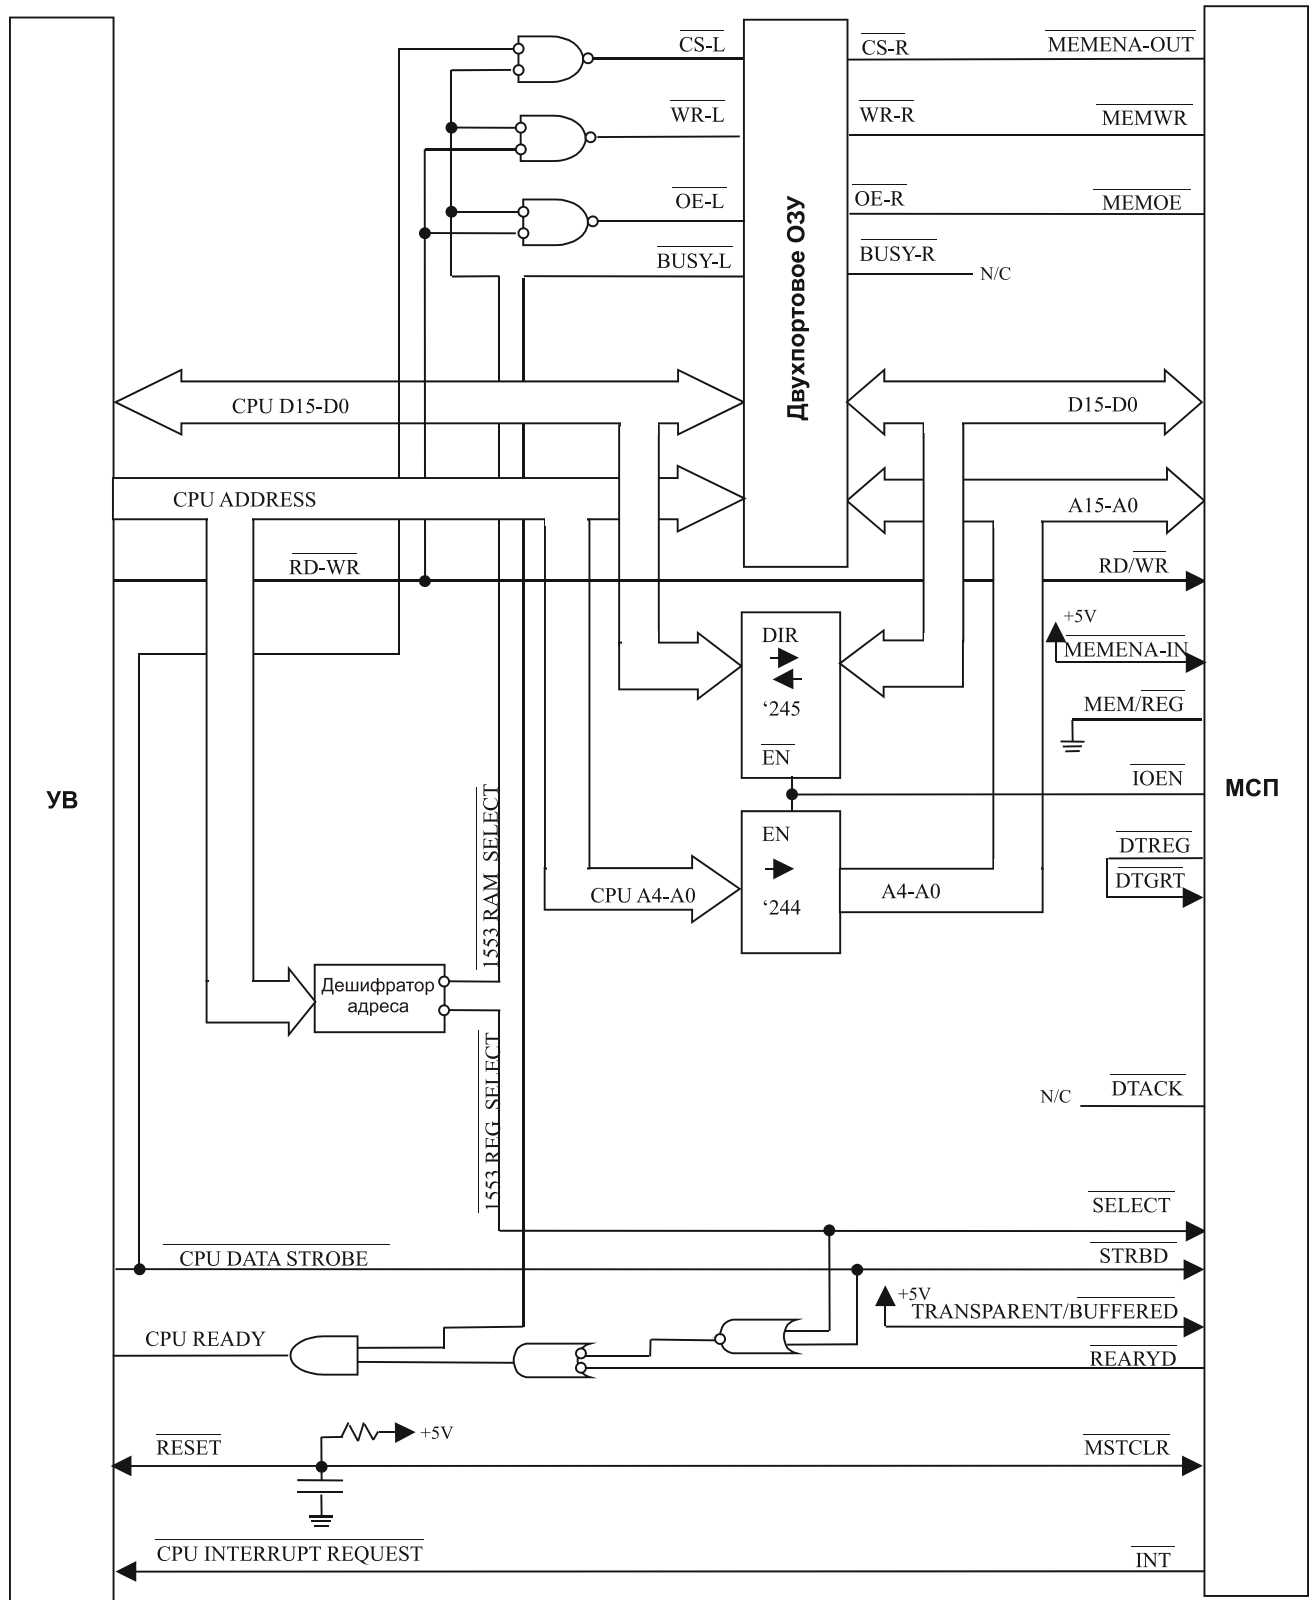 CS-L
CS-R
MEMENA-OUT
WR-L
WR-R
MEMWR
OE-L
OE-R
MEMOE
BUSY-L
BUSY-R
N/C
Двухпортовое ОЗУ
CPU D15-D0
D15-D0
CPU ADDRESS
A15-A0
RD-WR
RD/WR
+5V
MEMENA-IN
DIR
‘245
EN
MEM/REG
IOEN
УВ
МСП
1553 RAM SELECT
EN
‘244
CPU A4-A0
A4-A0
DTREG
DTGRT
Дешифратор
адреса
1553 REG SELECT
N/C
DTACK
SELECT
CPU DATA STROBE
STRBD
+5V
TRANSPARENT/BUFFERED
CPU READY
REARYD
+5V
RESET
MSTCLR
CPU INTERRUPT REQUEST
INT